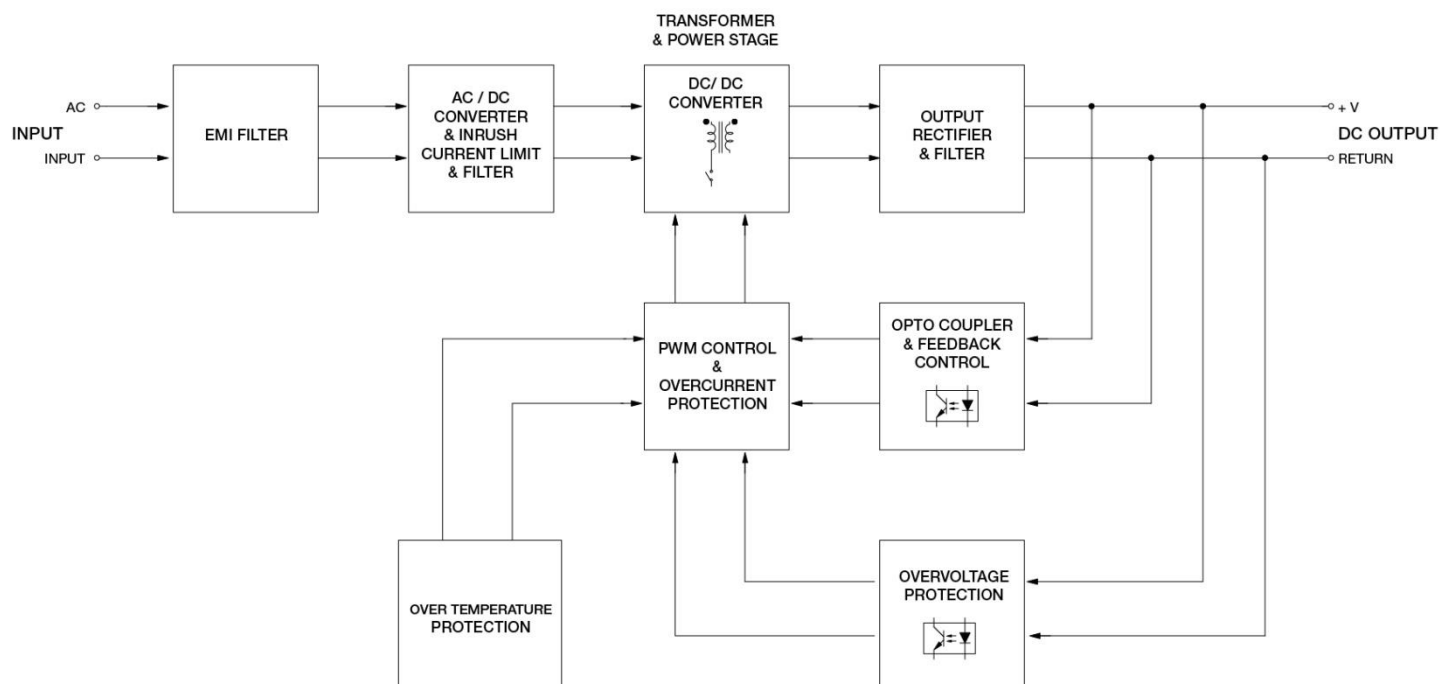 TRANSFORMER
& POWER STAGE
AC
INPUT
INPUT
EMI FILTER
AC / DC
CONVERTER
& INRUSH
CURRENT LIMIT
& FILTER
DC/ DC
CONVERTER
OUTPUT
RECTIFIER
& FILTER
+ V
DC OUTPUT
RETURN
PWM CONTROL
&
OVERCURRENT
PROTECTION
OPTO COUPLER
& FEEDBACK
CONTROL
OVER TEMPERATURE
PROTECTION
OVERVOLTAGE
PROTECTION